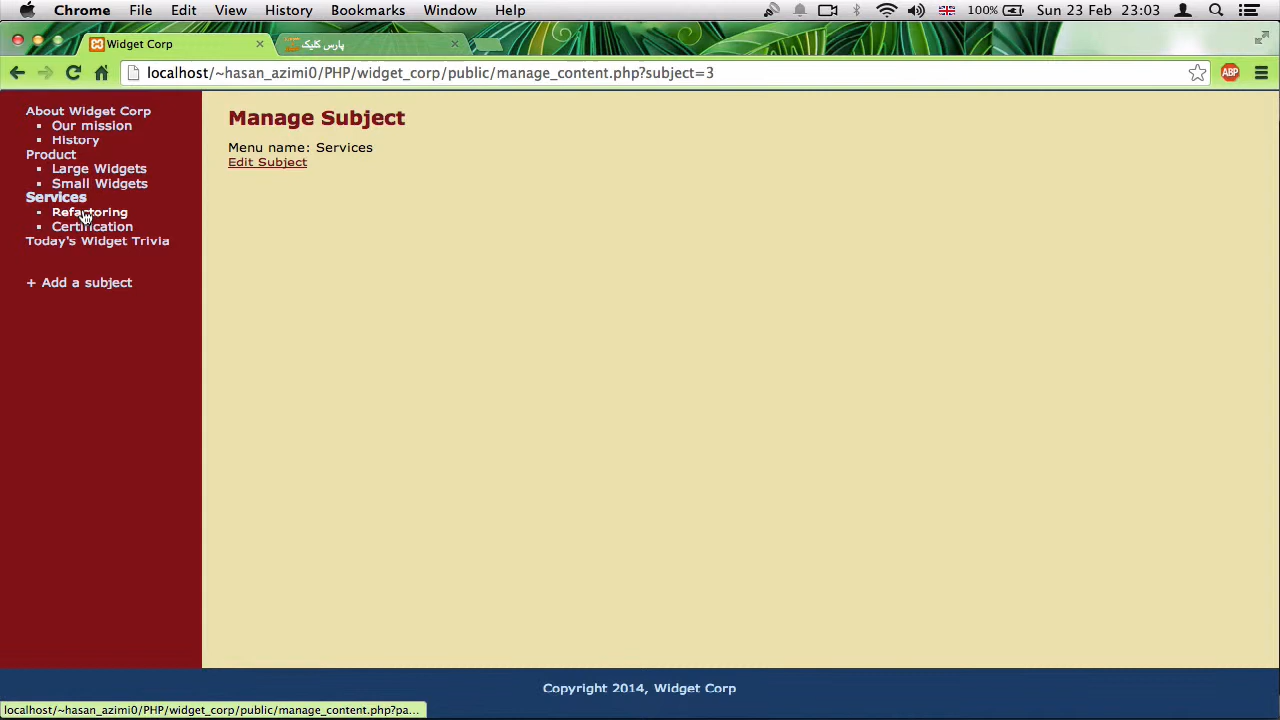 Chrome File Edit View History Bookmarks Window Help 100% Sun 23 Feb 23:03
Widget Corp پارس کلیک
localhost/~hasan_azimi0/PHP/widget_corp/public/manage_content.php?subject=3 ABP
About Widget Corp
Our mission
History
Product
Large Widgets
Small Widgets
Services
Refactoring
Certification
Today's Widget Trivia
+ Add a subject
Manage Subject
Menu name: Services
Edit Subject
Copyright 2014, Widget Corp
localhost/~hasan_azimi0/PHP/widget_corp/public/manage_content.php?pa...